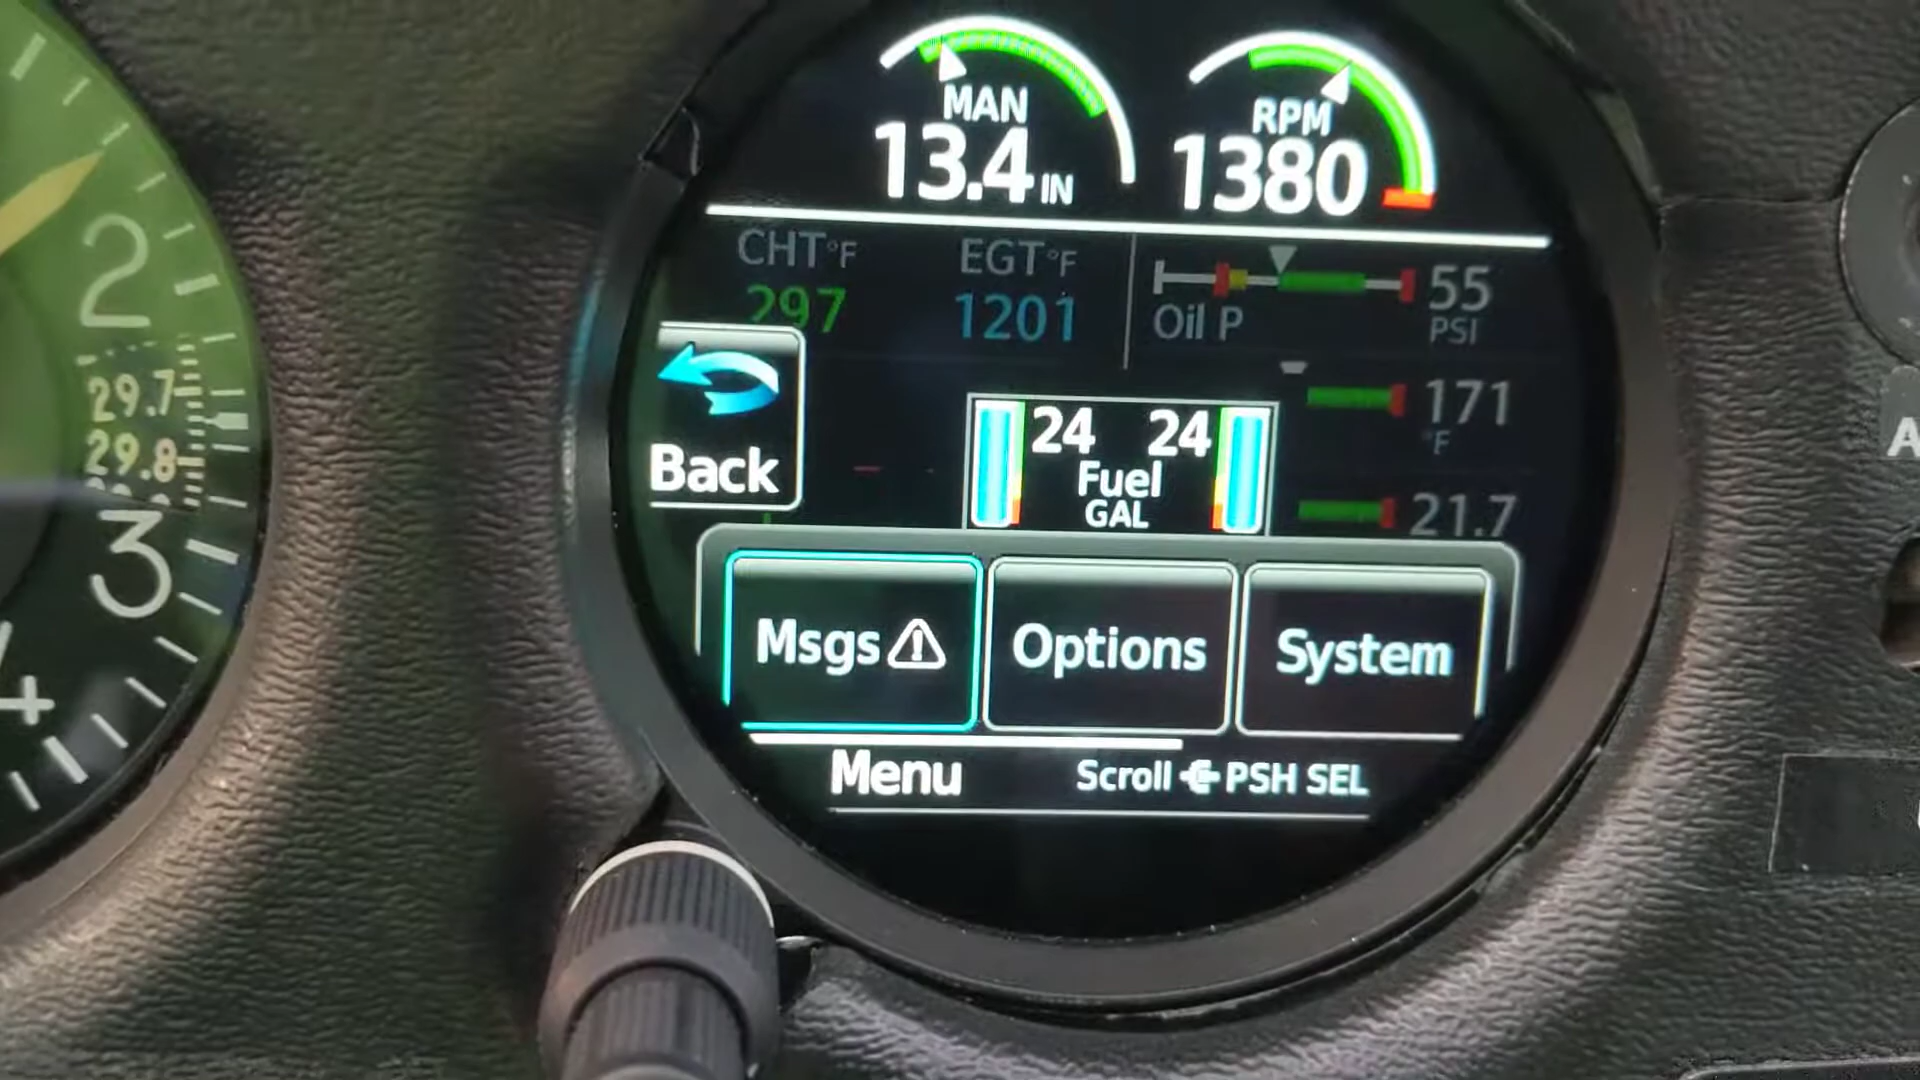 MAN
13.4 IN
RPM
1380
CHT°F
297
EGT°F
1201
Oil P
55
PSI
171
°F
21.7
Back
24 24
Fuel
GAL
Msgs
Options
System
Menu
Scroll PSH SEL
2
29.7
29.8
3
4
A